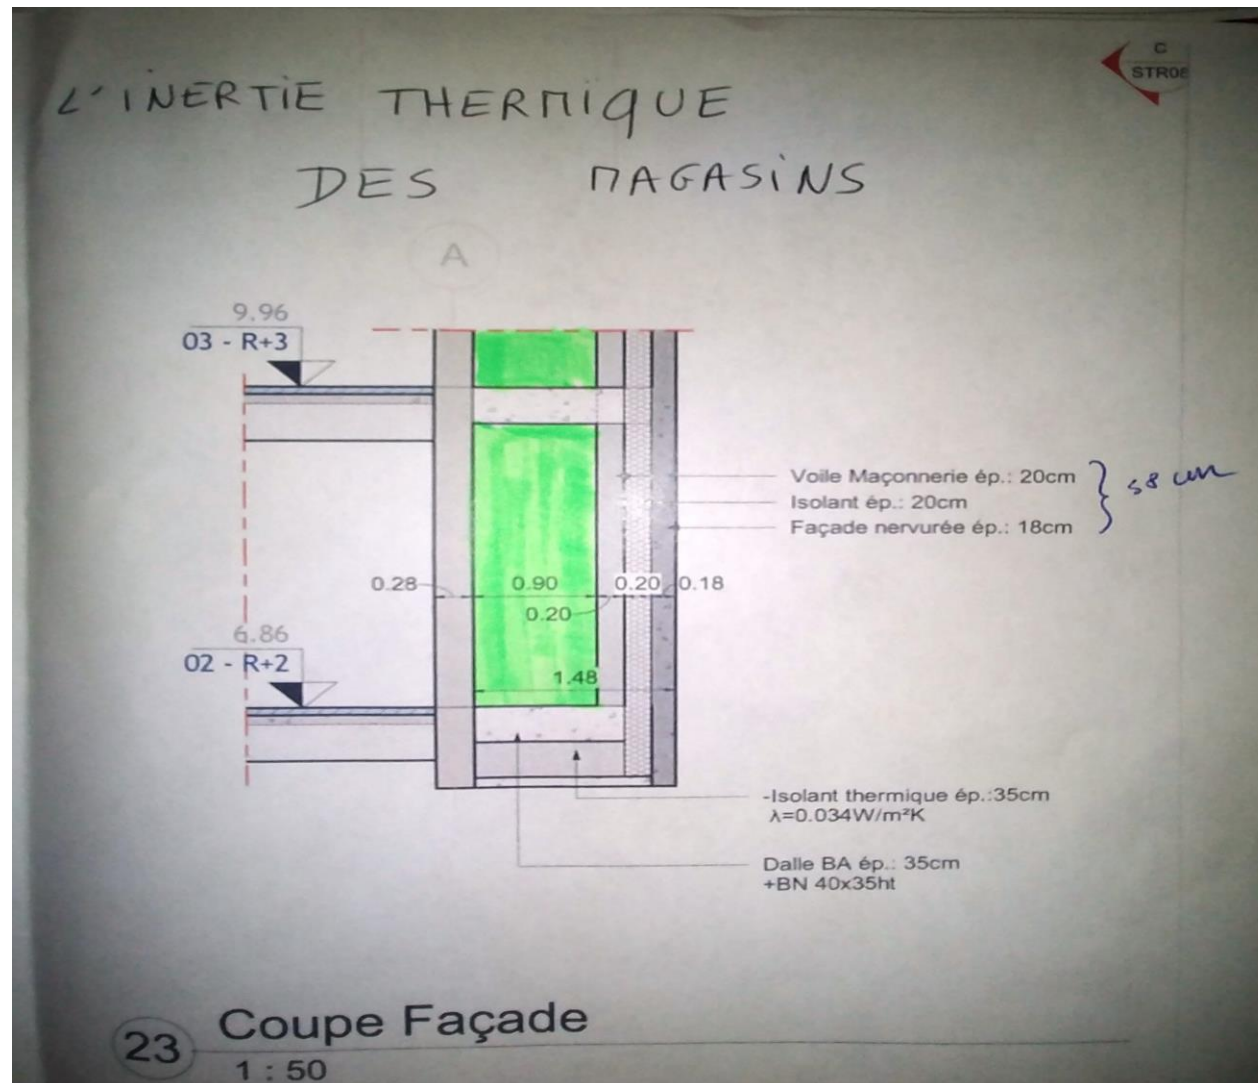 C
STR08
L'INERTIE THERMIQUE
DES MAGASINS
A
9.96
03 - R+3
Voile Maçonnerie ép.: 20cm
Isolant ép.: 20cm
Façade nervurée ép.: 18cm
58 cm
0.28
0.90
0.20
0.18
0.20
6.86
02 - R+2
1.48
-Isolant thermique ép.:35cm
λ=0.034W/m²K
Dalle BA ép.: 35cm
+BN 40x35ht
23
Coupe Façade
1 : 50